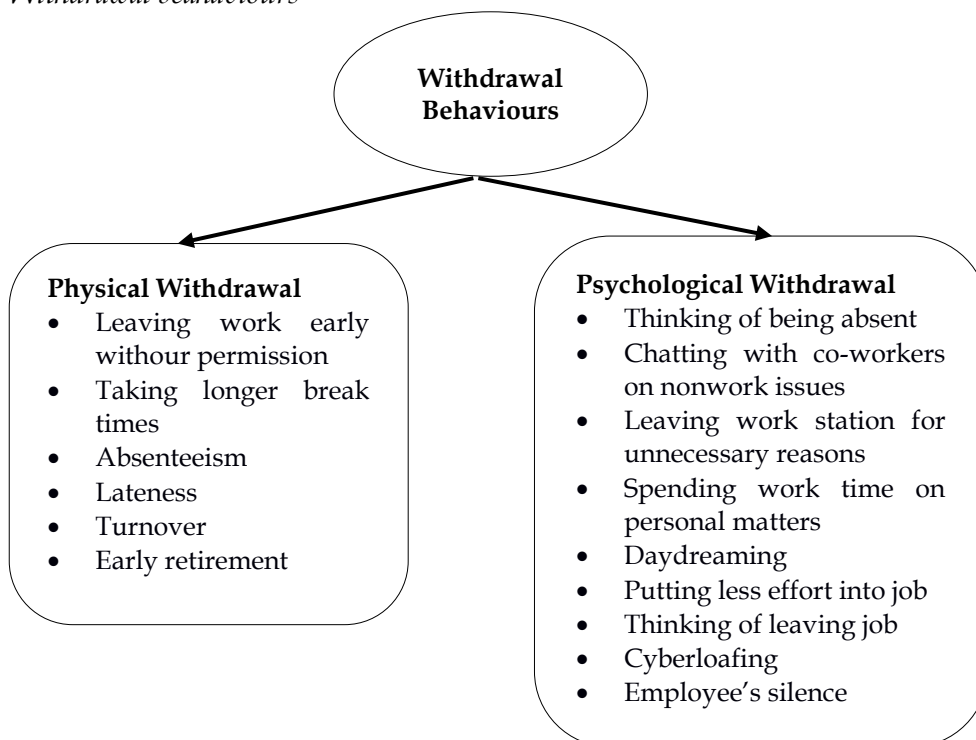 Withdrawal behaviours
Withdrawal
Behaviours
Physical Withdrawal
• Leaving work early
withour permission
• Taking longer break
times
• Absenteeism
• Lateness
• Turnover
• Early retirement
Psychological Withdrawal
• Thinking of being absent
• Chatting with co-workers
on nonwork issues
• Leaving work station for
unnecessary reasons
• Spending work time on
personal matters
• Daydreaming
• Putting less effort into job
• Thinking of leaving job
• Cyberloafing
• Employee’s silence